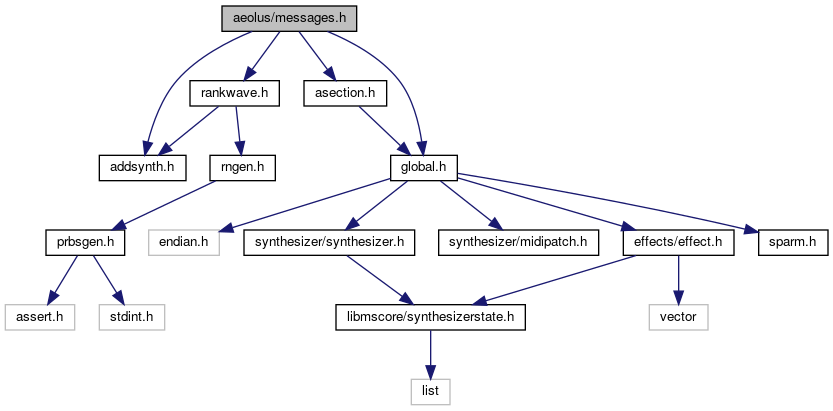 aeolus/messages.h
rankwave.h
asection.h
addsynth.h
rngen.h
global.h
prbsgen.h
endian.h
synthesizer/synthesizer.h
synthesizer/midipatch.h
effects/effect.h
sparm.h
assert.h
stdint.h
libmscore/synthesizerstate.h
vector
list